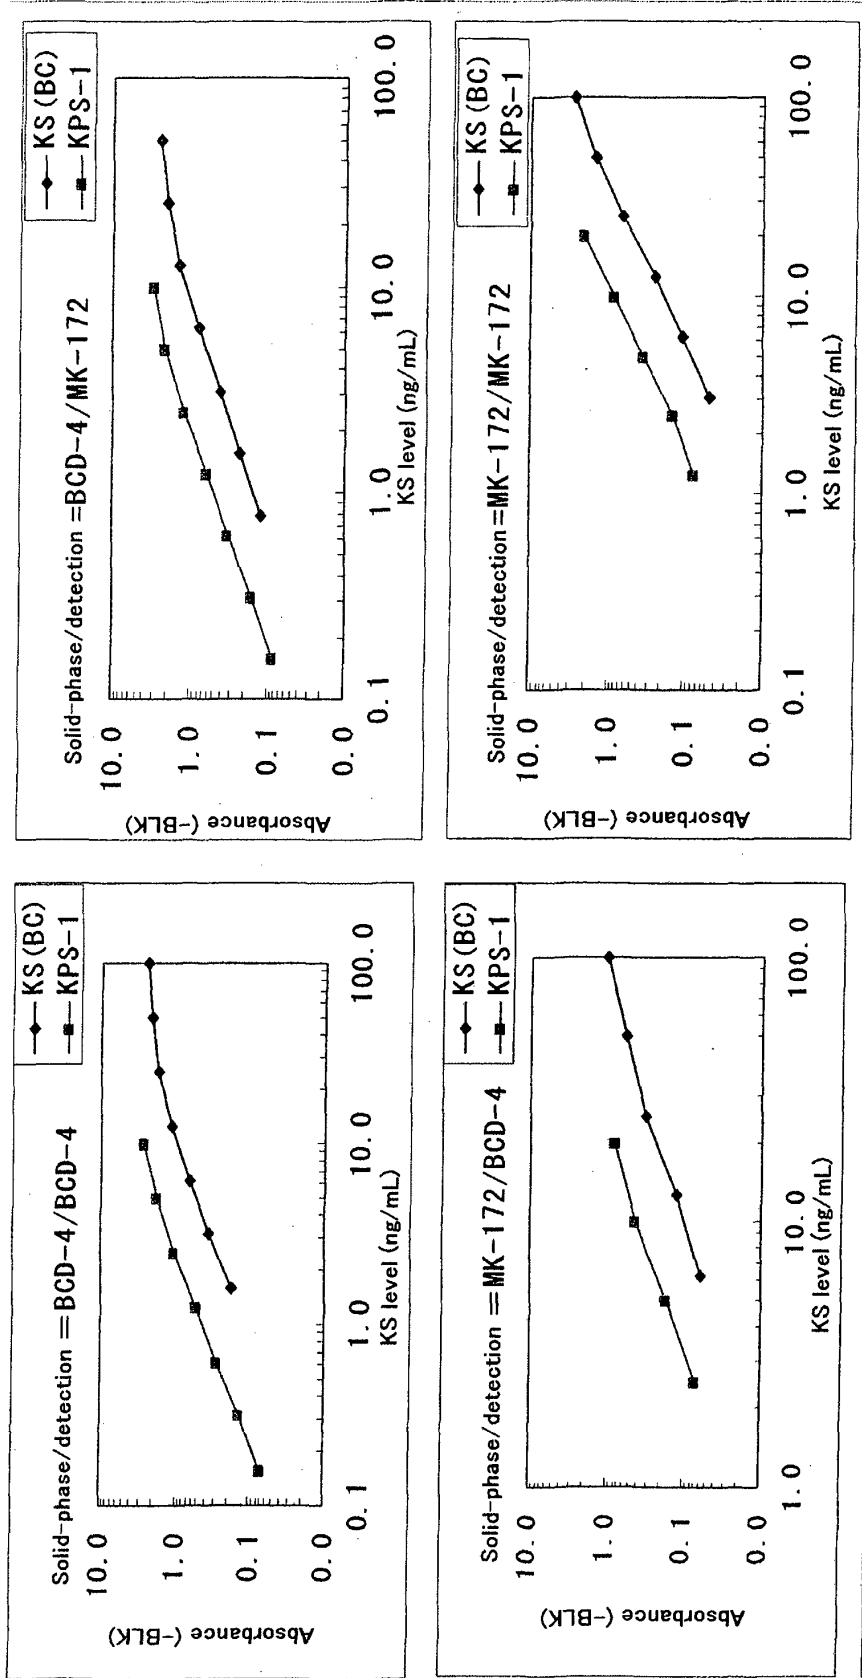 Solid-phase/detection =BCD-4/BCD-4
KS(BC)
KPS-1
Absorbance (-BLK)
10. 0
1. 0
0. 1
0. 0
0. 1
1. 0
10. 0
100. 0
KS level (ng/mL)
Solid-phase/detection =BCD-4/MK-172
KS(BC)
KPS-1
Absorbance (-BLK)
10. 0
1. 0
0. 1
0. 0
0. 1
1. 0
10. 0
100. 0
KS level (ng/mL)
Solid-phase/detection =MK-172/BCD-4
KS(BC)
KPS-1
Absorbance (-BLK)
10. 0
1. 0
0. 1
0. 0
1. 0
10. 0
100. 0
KS level (ng/mL)
Solid-phase/detection =MK-172/MK-172
KS(BC)
KPS-1
Absorbance (-BLK)
10. 0
1. 0
0. 1
0. 0
0. 1
1. 0
10. 0
100. 0
KS level (ng/mL)